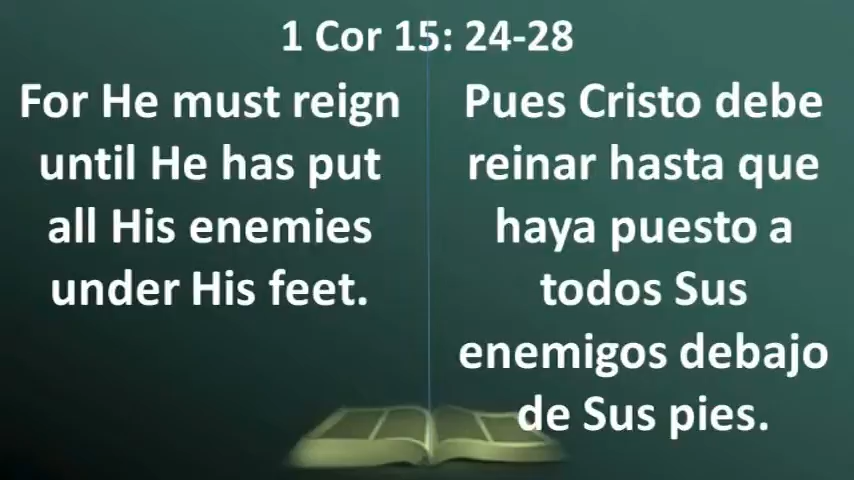 1 Cor 15: 24-28
For He must reign
until He has put
all His enemies
under His feet.
Pues Cristo debe
reinar hasta que
haya puesto a
todos Sus
enemigos debajo
de Sus pies.